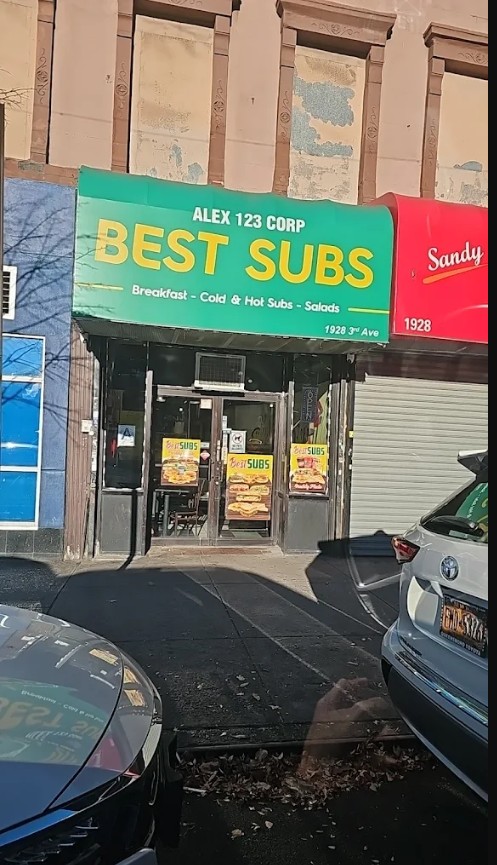 ALEX 123 CORP
BEST SUBS
Breakfast - Cold & Hot Subs - Salads
1928 3rd Ave
Sandy
1928
A
BEST SUBS
BEST SUBS
BEST SUBS